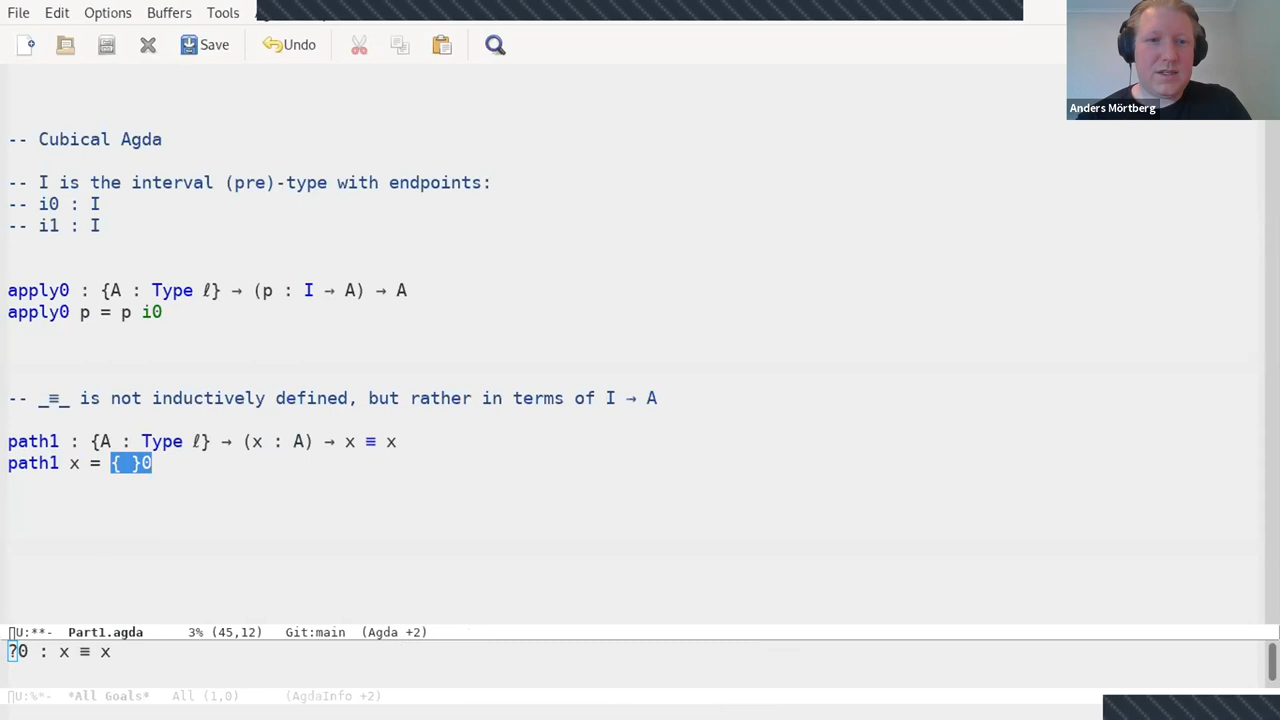 File Edit Options Buffers Tools
Save Undo
Anders Mörtberg
-- Cubical Agda
-- I is the interval (pre)-type with endpoints:
-- i0 : I
-- i1 : I
apply0 : {A : Type ℓ} → (p : I → A) → A
apply0 p = p i0
-- _≡_ is not inductively defined, but rather in terms of I → A
path1 : {A : Type ℓ} → (x : A) → x ≡ x
path1 x = { }0
U:**- Part1.agda 3% (45,12) Git:main (Agda +2)
?0 : x ≡ x
U:%*- *All Goals* All (1,0) (AgdaInfo +2)